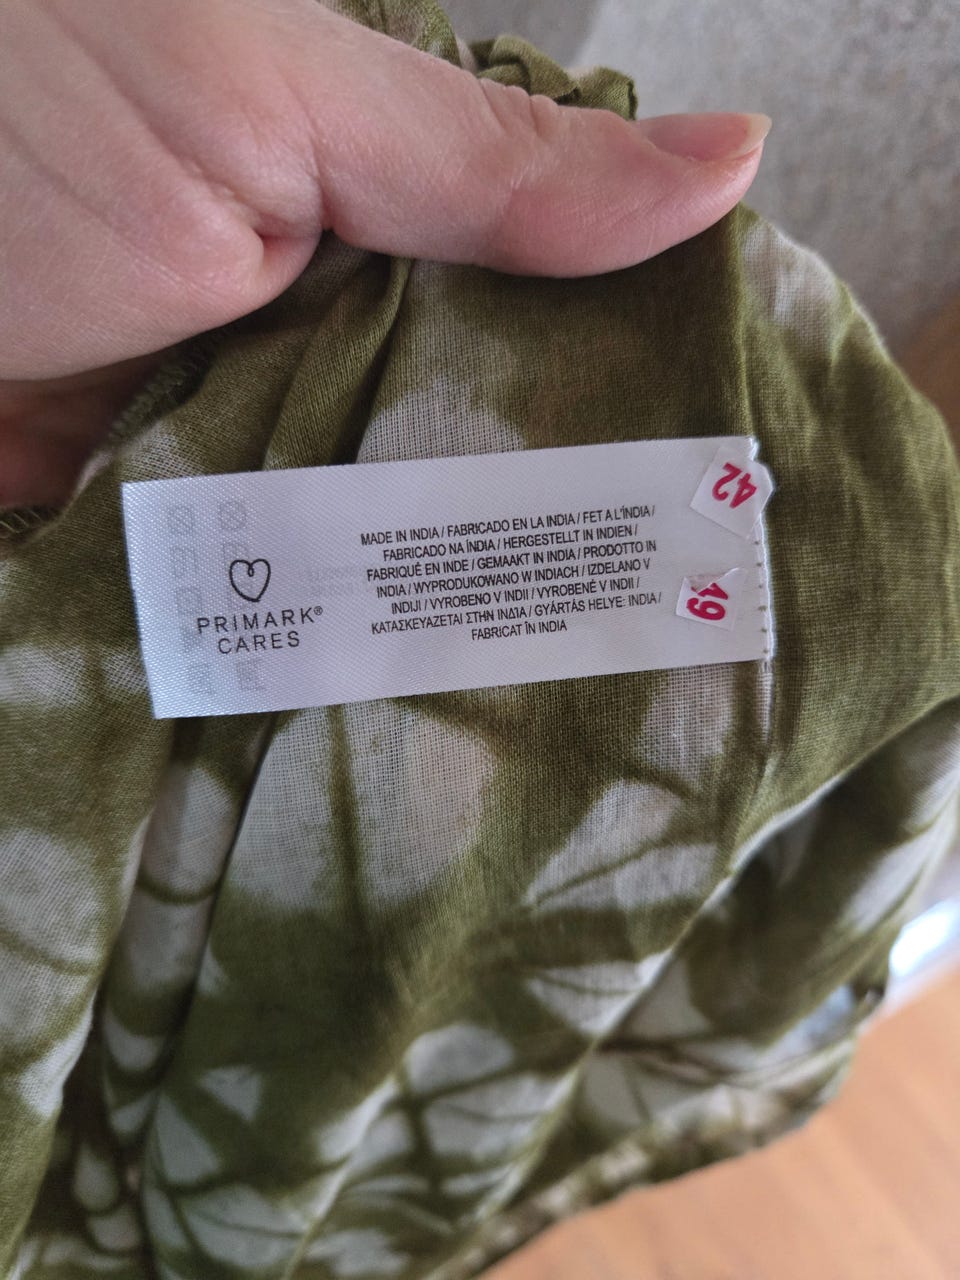 PRIMARK®
CARES
MADE IN INDIA / FABRICADO EN LA INDIA / FET A L'ÍNDIA /
FABRICADO NA ÍNDIA / HERGESTELLT IN INDIEN /
FABRIQUÉ EN INDE / GEMAAKT IN INDIA / PRODOTTO IN
INDIA / WYPRODUKOWANO W INDIACH / IZDELANO V
INDIJI / VYROBENO V INDII / VYROBENÉ V INDII /
ΚΑΤΑΣΚΕΥΑΖΕΤΑΙ ΣΤΗΝ ΙΝΔΙΑ / GYÁRTÁS HELYE: INDIA /
FABRICAT ÎN INDIA
42
49